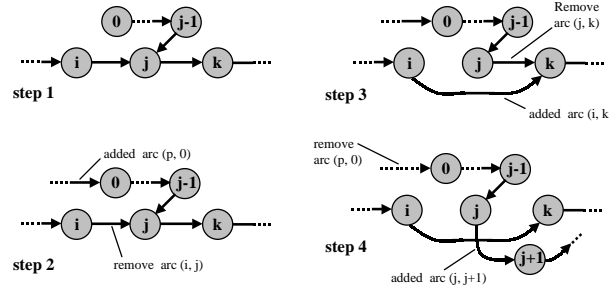 0 j-1
i j k
step 1
added arc (p, 0)
0 j-1
i j k
step 2
remove arc (i, j)
Remove
arc (j, k)
0 j-1
i j k
step 3
added arc (i, k
remove
arc (p, 0)
0 j-1
i j k
step 4
j+1
added arc (j, j+1)